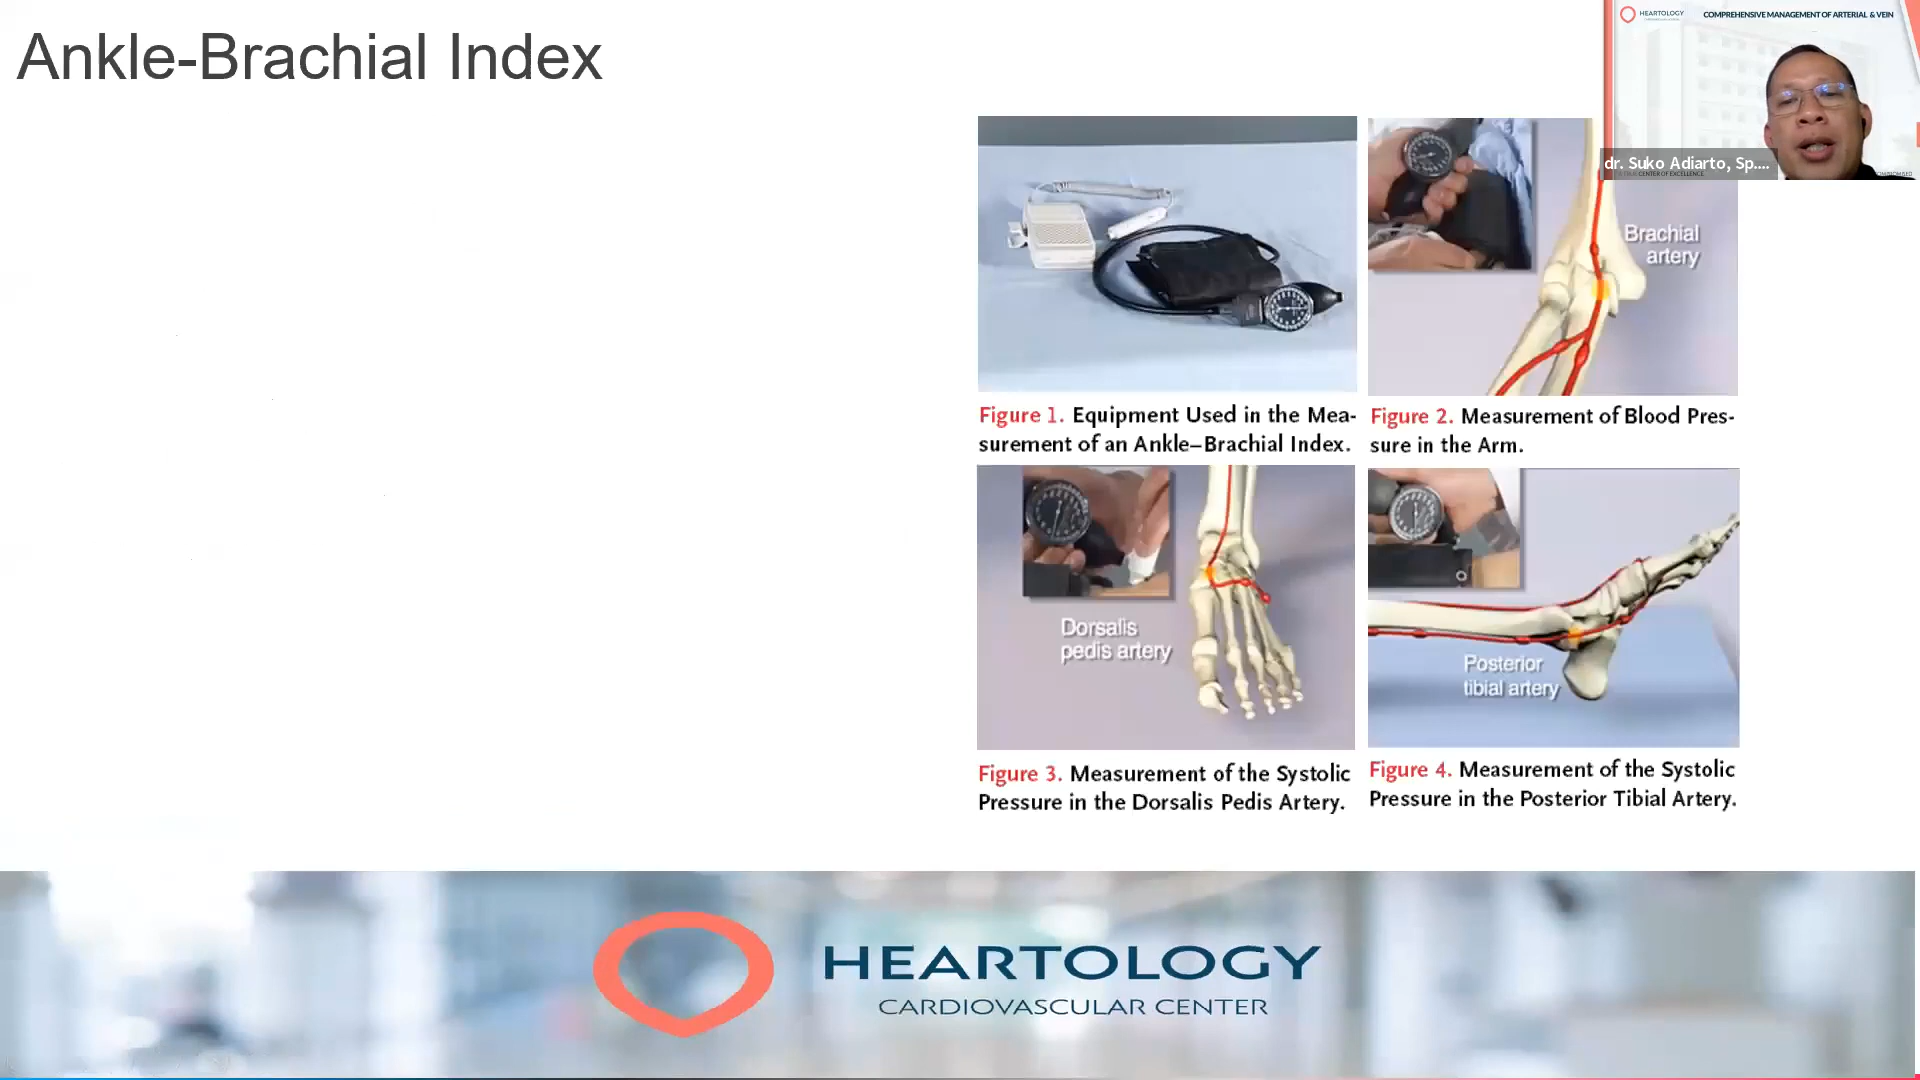 Ankle-Brachial Index
HEARTOLOGY
COMPREHENSIVE MANAGEMENT OF ARTERIAL & VEIN
dr. Suko Adiarto, Sp....
CENTER OF EXCELLENCE
Brachial
artery
Figure 1. Equipment Used in the Mea-
surement of an Ankle–Brachial Index.
Figure 2. Measurement of Blood Pres-
sure in the Arm.
Dorsalis
pedis artery
Posterior
tibial artery
Figure 3. Measurement of the Systolic
Pressure in the Dorsalis Pedis Artery.
Figure 4. Measurement of the Systolic
Pressure in the Posterior Tibial Artery.
HEARTOLOGY
CARDIOVASCULAR CENTER